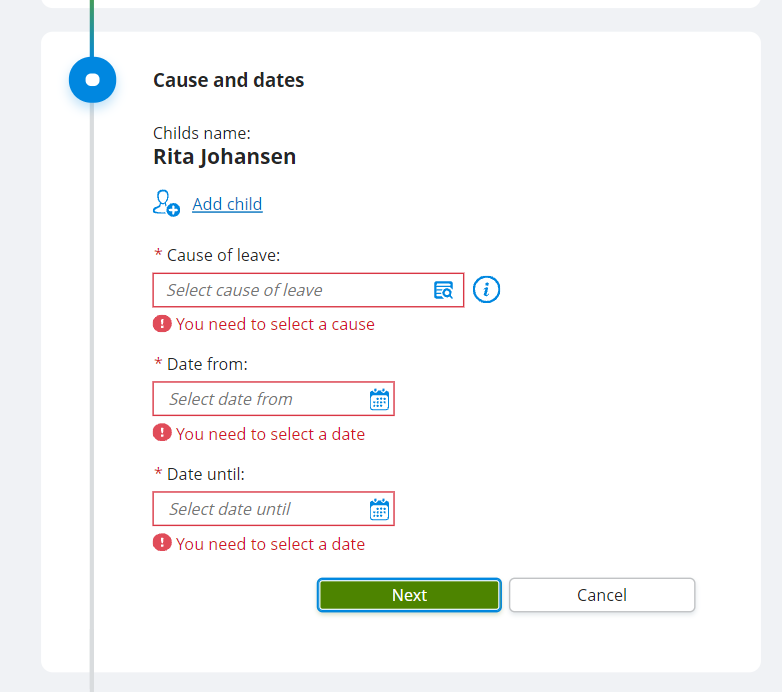 Cause and dates
Childs name:
Rita Johansen
Add child
* Cause of leave:
Select cause of leave
You need to select a cause
* Date from:
Select date from
You need to select a date
* Date until:
Select date until
You need to select a date
Next Cancel